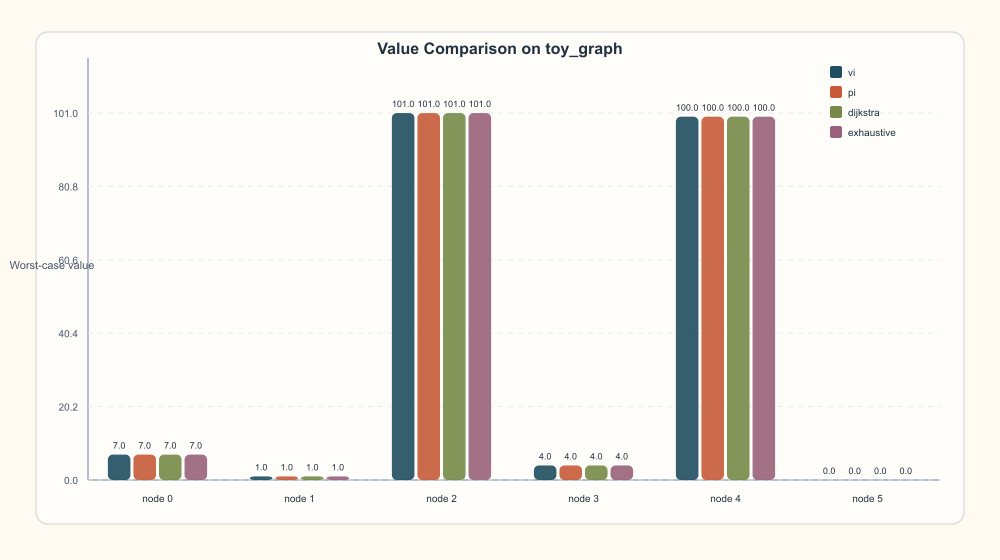 Value Comparison on toy_graph
vi
pi
dijkstra
exhaustive
Worst-case value
101.0
80.8
60.6
40.4
20.2
0.0
7.0 7.0 7.0 7.0
1.0 1.0 1.0 1.0
101.0 101.0 101.0 101.0
4.0 4.0 4.0 4.0
100.0 100.0 100.0 100.0
0.0 0.0 0.0 0.0
node 0 node 1 node 2 node 3 node 4 node 5